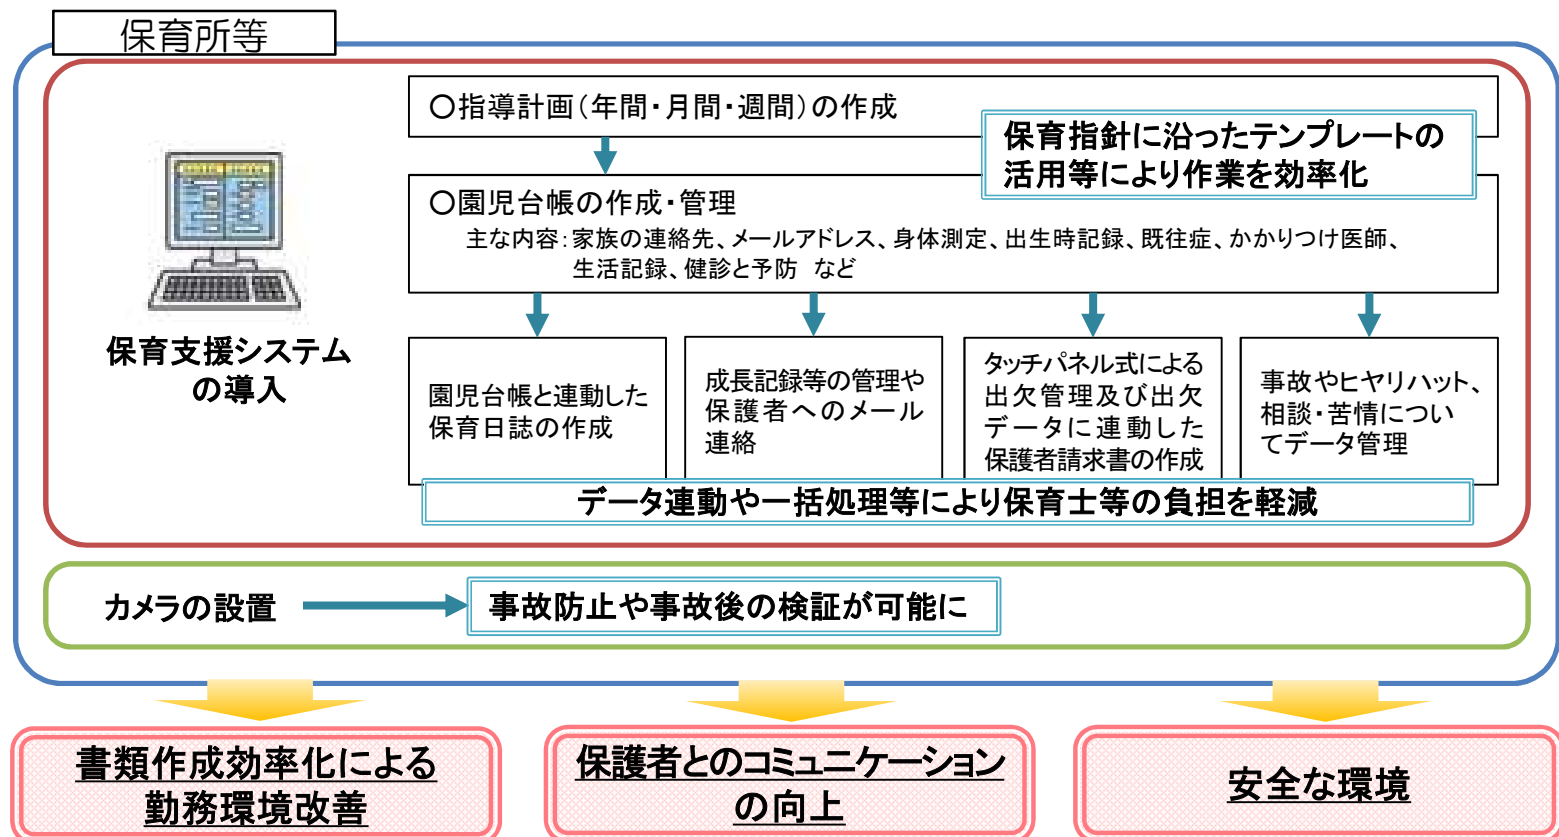 保育所等
〇指導計画(年間・月間・週間)の作成
保育指針に沿ったテンプレートの
活用等により作業を効率化
〇園児台帳の作成・管理
主な内容:家族の連絡先、メールアドレス、身体測定、出生時記録、既往症、かかりつけ医師、
生活記録、健診と予防 など
保育支援システム
の導入
園児台帳と連動した
保育日誌の作成
成長記録等の管理や
保護者へのメール
連絡
タッチパネル式による
出欠管理及び出欠
データに連動した
保護者請求書の作成
事故やヒヤリハット、
相談・苦情につい
てデータ管理
データ連動や一括処理等により保育士等の負担を軽減
カメラの設置
事故防止や事故後の検証が可能に
書類作成効率化による
勤務環境改善
保護者とのコミュニケーション
の向上
安全な環境